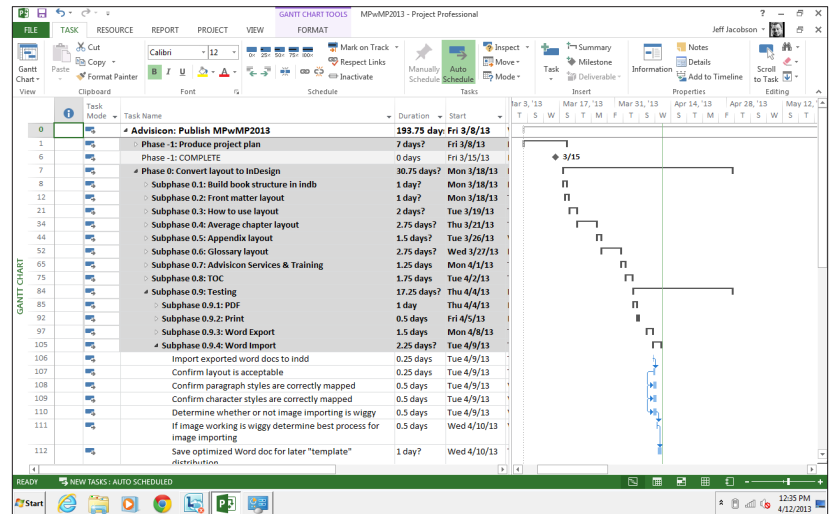 GANTT CHART TOOLS MPwMP2013 - Project Professional
FILE TASK RESOURCE REPORT PROJECT VIEW FORMAT Jeff Jacobson
Cut Calibri 12 0% 25% 50% 75% 100% Mark on Track Inspect Summary Notes
Gantt Chart Paste Copy Respect Links Manually Schedule Auto Schedule Move Task Milestone Information Details Scroll to Task
Format Painter B I U A Inactivate Mode Deliverable Add to Timeline
View Clipboard Font Schedule Tasks Insert Properties Editing
Task Mode Task Name Duration Start Mar 3, '13 Mar 17, '13 Mar 31, '13 Apr 14, '13 Apr 28, '13 May 12, '
T S W S T M F T S W S T M F T S W
0 Advisicon: Publish MPwMP2013 193.75 day Fri 3/8/13
1 Phase -1: Produce project plan 7 days? Fri 3/8/13
6 Phase -1: COMPLETE 0 days Fri 3/15/13 3/15
7 Phase 0: Convert layout to InDesign 30.75 days? Mon 3/18/13
8 Subphase 0.1: Build book structure in indb 1 day? Mon 3/18/13
12 Subphase 0.2: Front matter layout 1 day? Mon 3/18/13
21 Subphase 0.3: How to use layout 2 days? Tue 3/19/13
34 Subphase 0.4: Average chapter layout 2.75 days? Thu 3/21/13
44 Subphase 0.5: Appendix layout 1.5 days? Tue 3/26/13
52 Subphase 0.6: Glossary layout 2.75 days? Wed 3/27/13
65 Subphase 0.7: Advisicon Services & Training 1.25 days Mon 4/1/13
75 Subphase 0.8: TOC 1.75 days Tue 4/2/13
84 Subphase 0.9: Testing 17.25 days? Thu 4/4/13
85 Subphase 0.9.1: PDF 1 day Thu 4/4/13
92 Subphase 0.9.2: Print 0.5 days Fri 4/5/13
97 Subphase 0.9.3: Word Export 1.5 days Mon 4/8/13
105 Subphase 0.9.4: Word Import 2.25 days? Tue 4/9/13
106 Import exported word docs to indd 0.25 days Tue 4/9/13
107 Confirm layout is acceptable 0.25 days Tue 4/9/13
108 Confirm paragraph styles are correctly mapped 0.5 days Tue 4/9/13
109 Confirm character styles are correctly mapped 0.5 days Tue 4/9/13
110 Determine whether or not image importing is wiggy 0.5 days Tue 4/9/13
111 If image working is wiggy determine best process for 0.5 days Wed 4/10/13
image importing
112 Save optimized Word doc for later "template" 1 day? Wed 4/10/13
distribution
GANTT CHART
READY NEW TASKS : AUTO SCHEDULED
Start 12:35 PM
4/12/2013